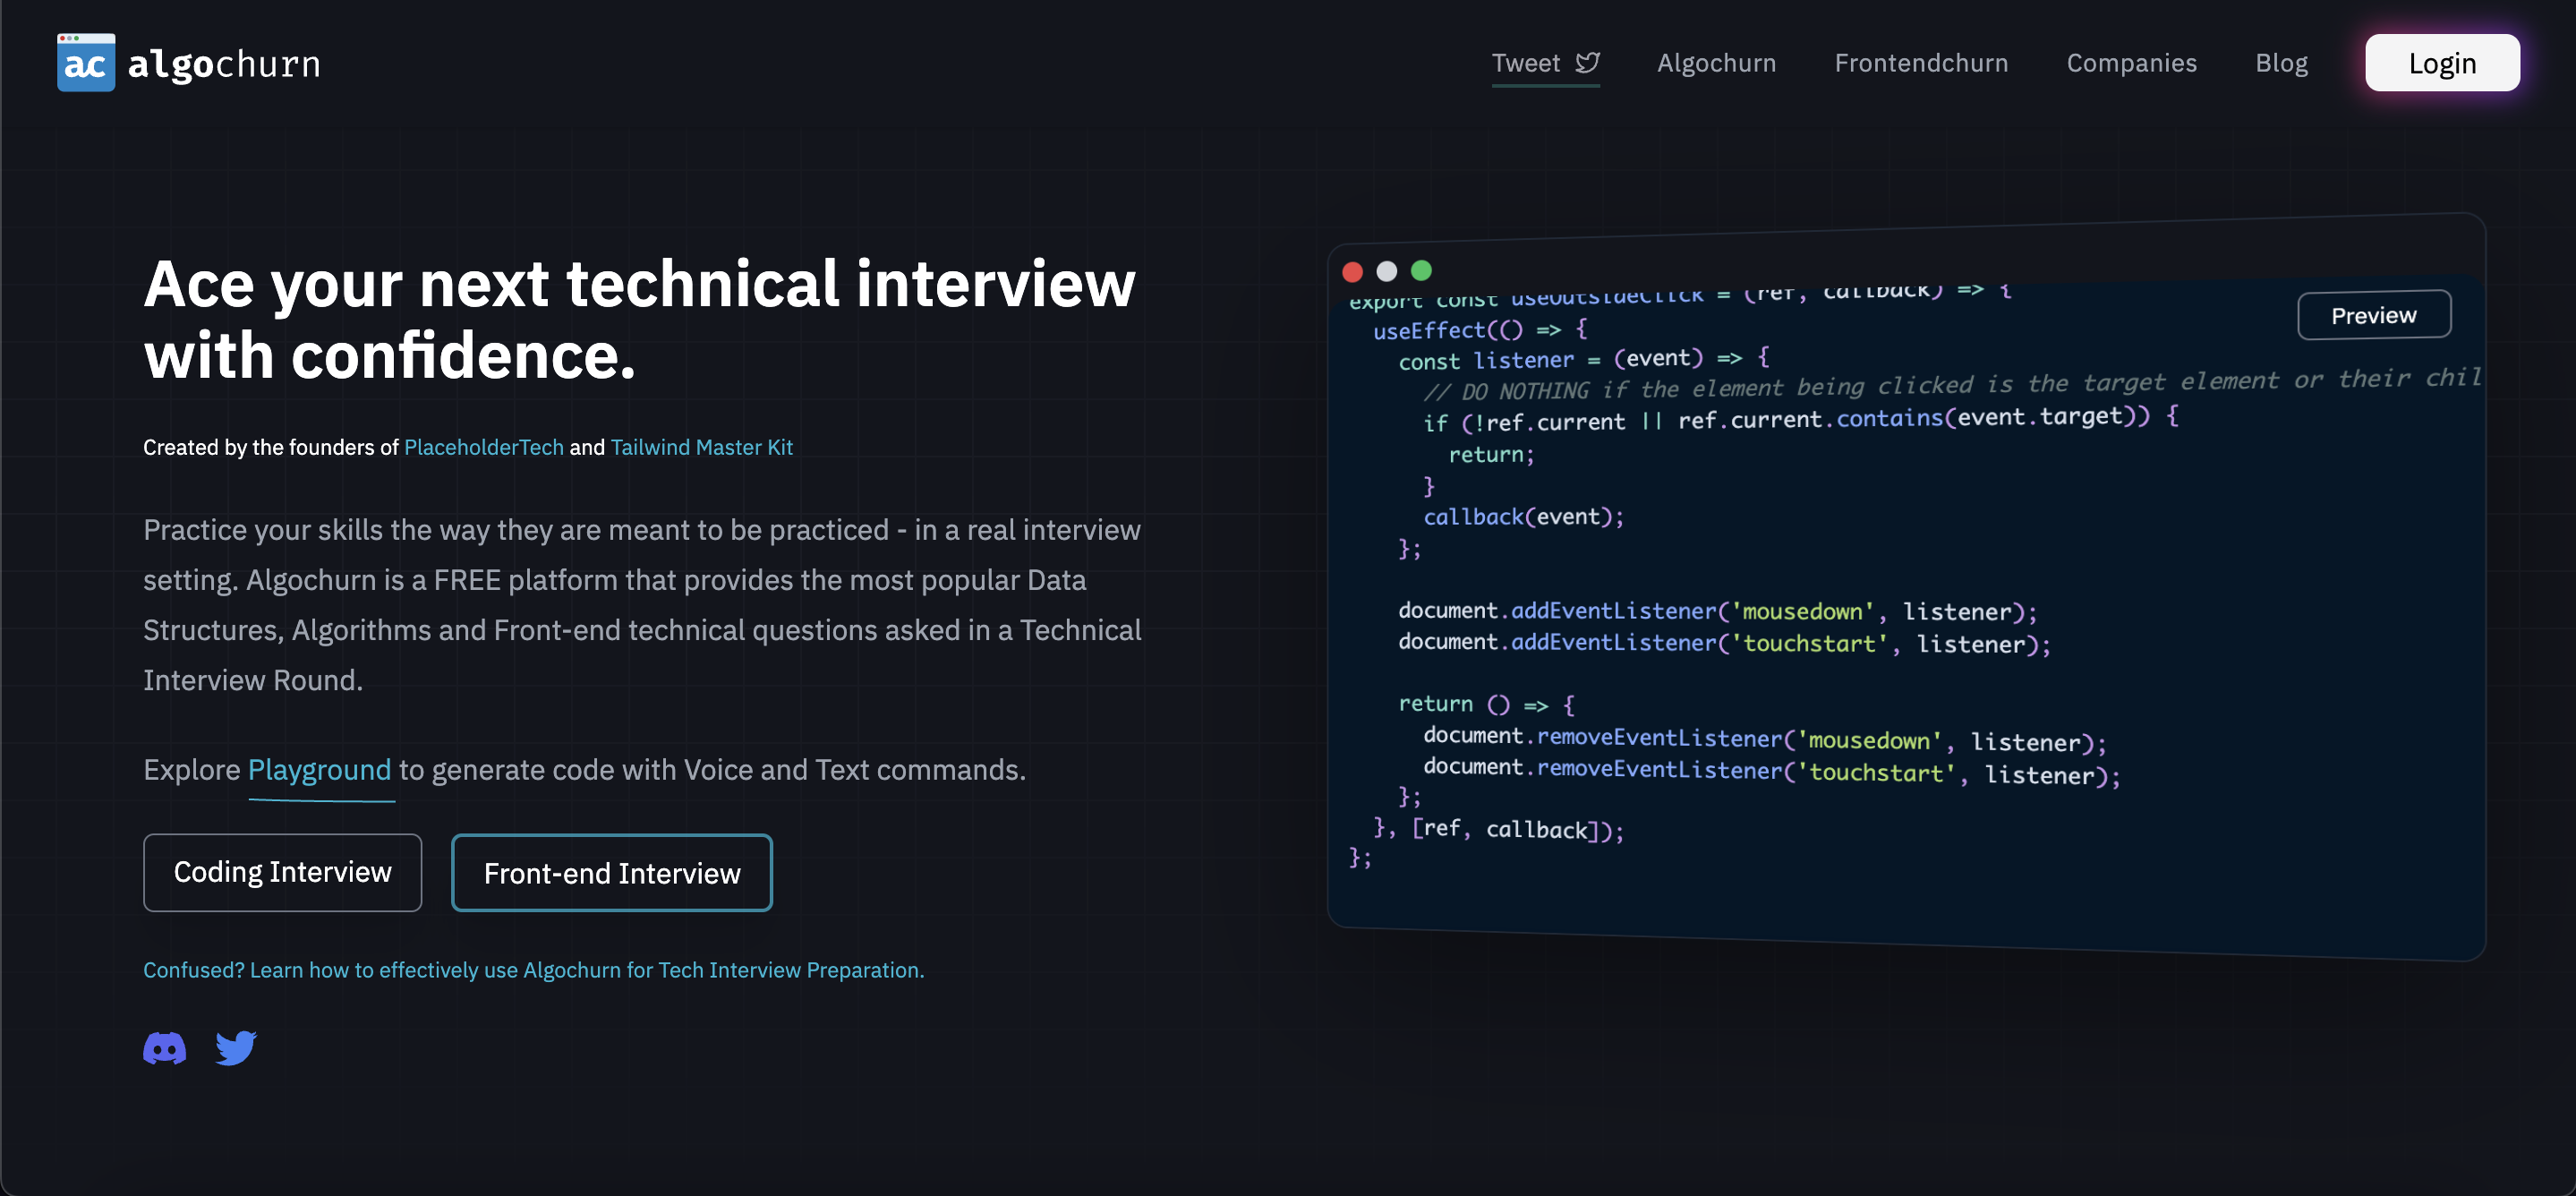 ac algochurn
Tweet
Algochurn
Frontendchurn
Companies
Blog
Login
Ace your next technical interview
with confidence.
Created by the founders of PlaceholderTech and Tailwind Master Kit
Practice your skills the way they are meant to be practiced - in a real interview
setting. Algochurn is a FREE platform that provides the most popular Data
Structures, Algorithms and Front-end technical questions asked in a Technical
Interview Round.
Explore Playground to generate code with Voice and Text commands.
Coding Interview
Front-end Interview
Confused? Learn how to effectively use Algochurn for Tech Interview Preparation.
Preview
export const useOutsideClick = (ref, callback) => {
  useEffect(() => {
    const listener = (event) => {
      // DO NOTHING if the element being clicked is the target element or their chil
      if (!ref.current || ref.current.contains(event.target)) {
        return;
      }
      callback(event);
    };
    document.addEventListener('mousedown', listener);
    document.addEventListener('touchstart', listener);
    return () => {
      document.removeEventListener('mousedown', listener);
      document.removeEventListener('touchstart', listener);
    };
  }, [ref, callback]);
};